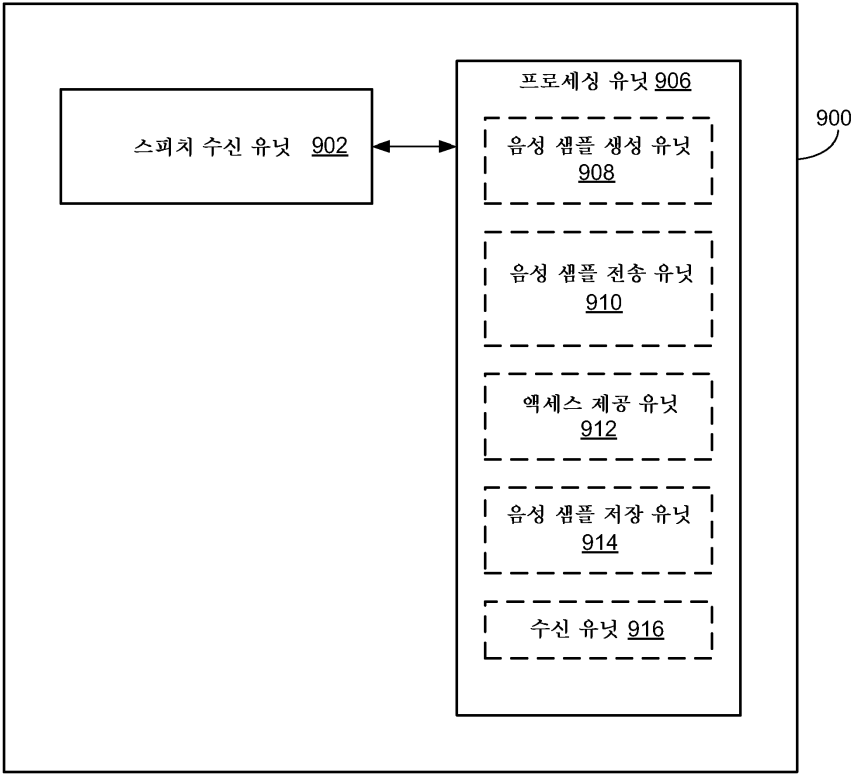 프로세싱 유닛 906
스피치 수신 유닛 902
900
음성 샘플 생성 유닛
908
음성 샘플 전송 유닛
910
액세스 제공 유닛
912
음성 샘플 저장 유닛
914
수신 유닛 916